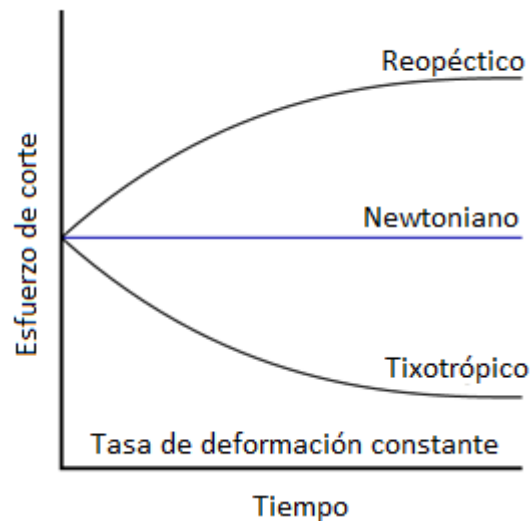 Reopéctico
Newtoniano
Tixotrópico
Tasa de deformación constante
Tiempo
Esfuerzo de corte